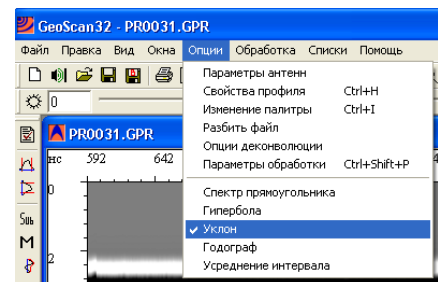 GeoScan32 - PR0031.GPR
Файл Правка Вид Окна Опции Обработка Списки Помощь
0
Параметры антенн
Свойства профиля Ctrl+H
Изменение палитры Ctrl+I
Разбить файл
Опции деконволюции
Параметры обработки Ctrl+Shift+P
Спектр прямоугольника
Гипербола
Уклон
Годограф
Усреднение интервала
PR0031.GPR
нс 592 642
0
Sub
M
2